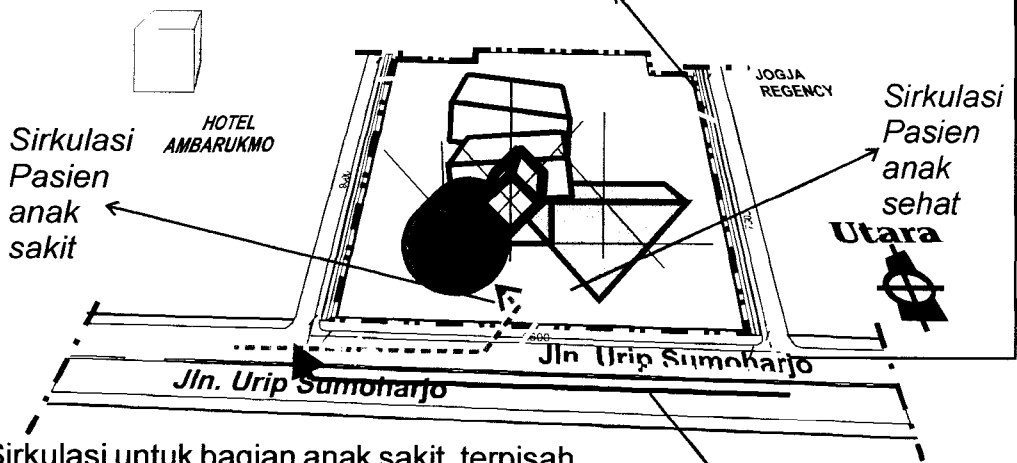 JOGJA
REGENCY
HOTEL
AMBARUKMO
Sirkulasi
Pasien
anak
sakit
Sirkulasi
Pasien
anak
sehat
Utara
600
Jln. Urip Sumoharjo
Jln. Urip Sumoharjo
Sirkulasi untuk bagian anak sakit terpisah